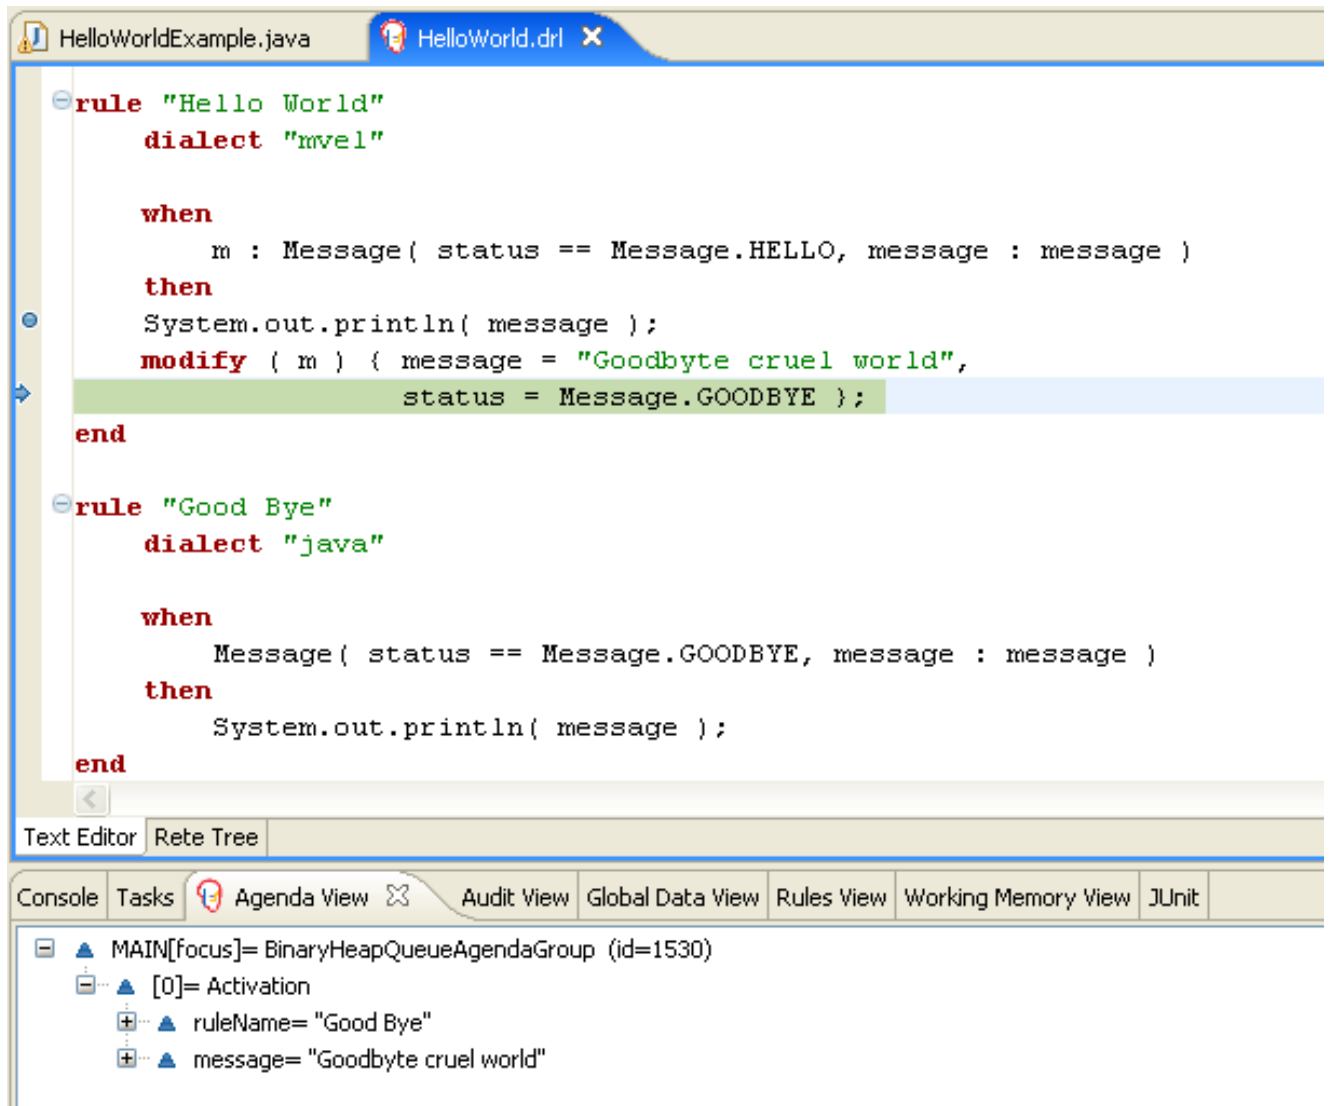 HelloWorldExample.java HelloWorld.drl
rule "Hello World"
dialect "mvel"
when
m : Message( status == Message.HELLO, message : message )
then
System.out.println( message );
modify ( m ) { message = "Goodbyte cruel world",
status = Message.GOODBYE };
end
rule "Good Bye"
dialect "java"
when
Message( status == Message.GOODBYE, message : message )
then
System.out.println( message );
end
Text Editor Rete Tree
Console Tasks Agenda View Audit View Global Data View Rules View Working Memory View JUnit
MAIN[focus]= BinaryHeapQueueAgendaGroup (id=1530)
[0]= Activation
ruleName= "Good Bye"
message= "Goodbyte cruel world"